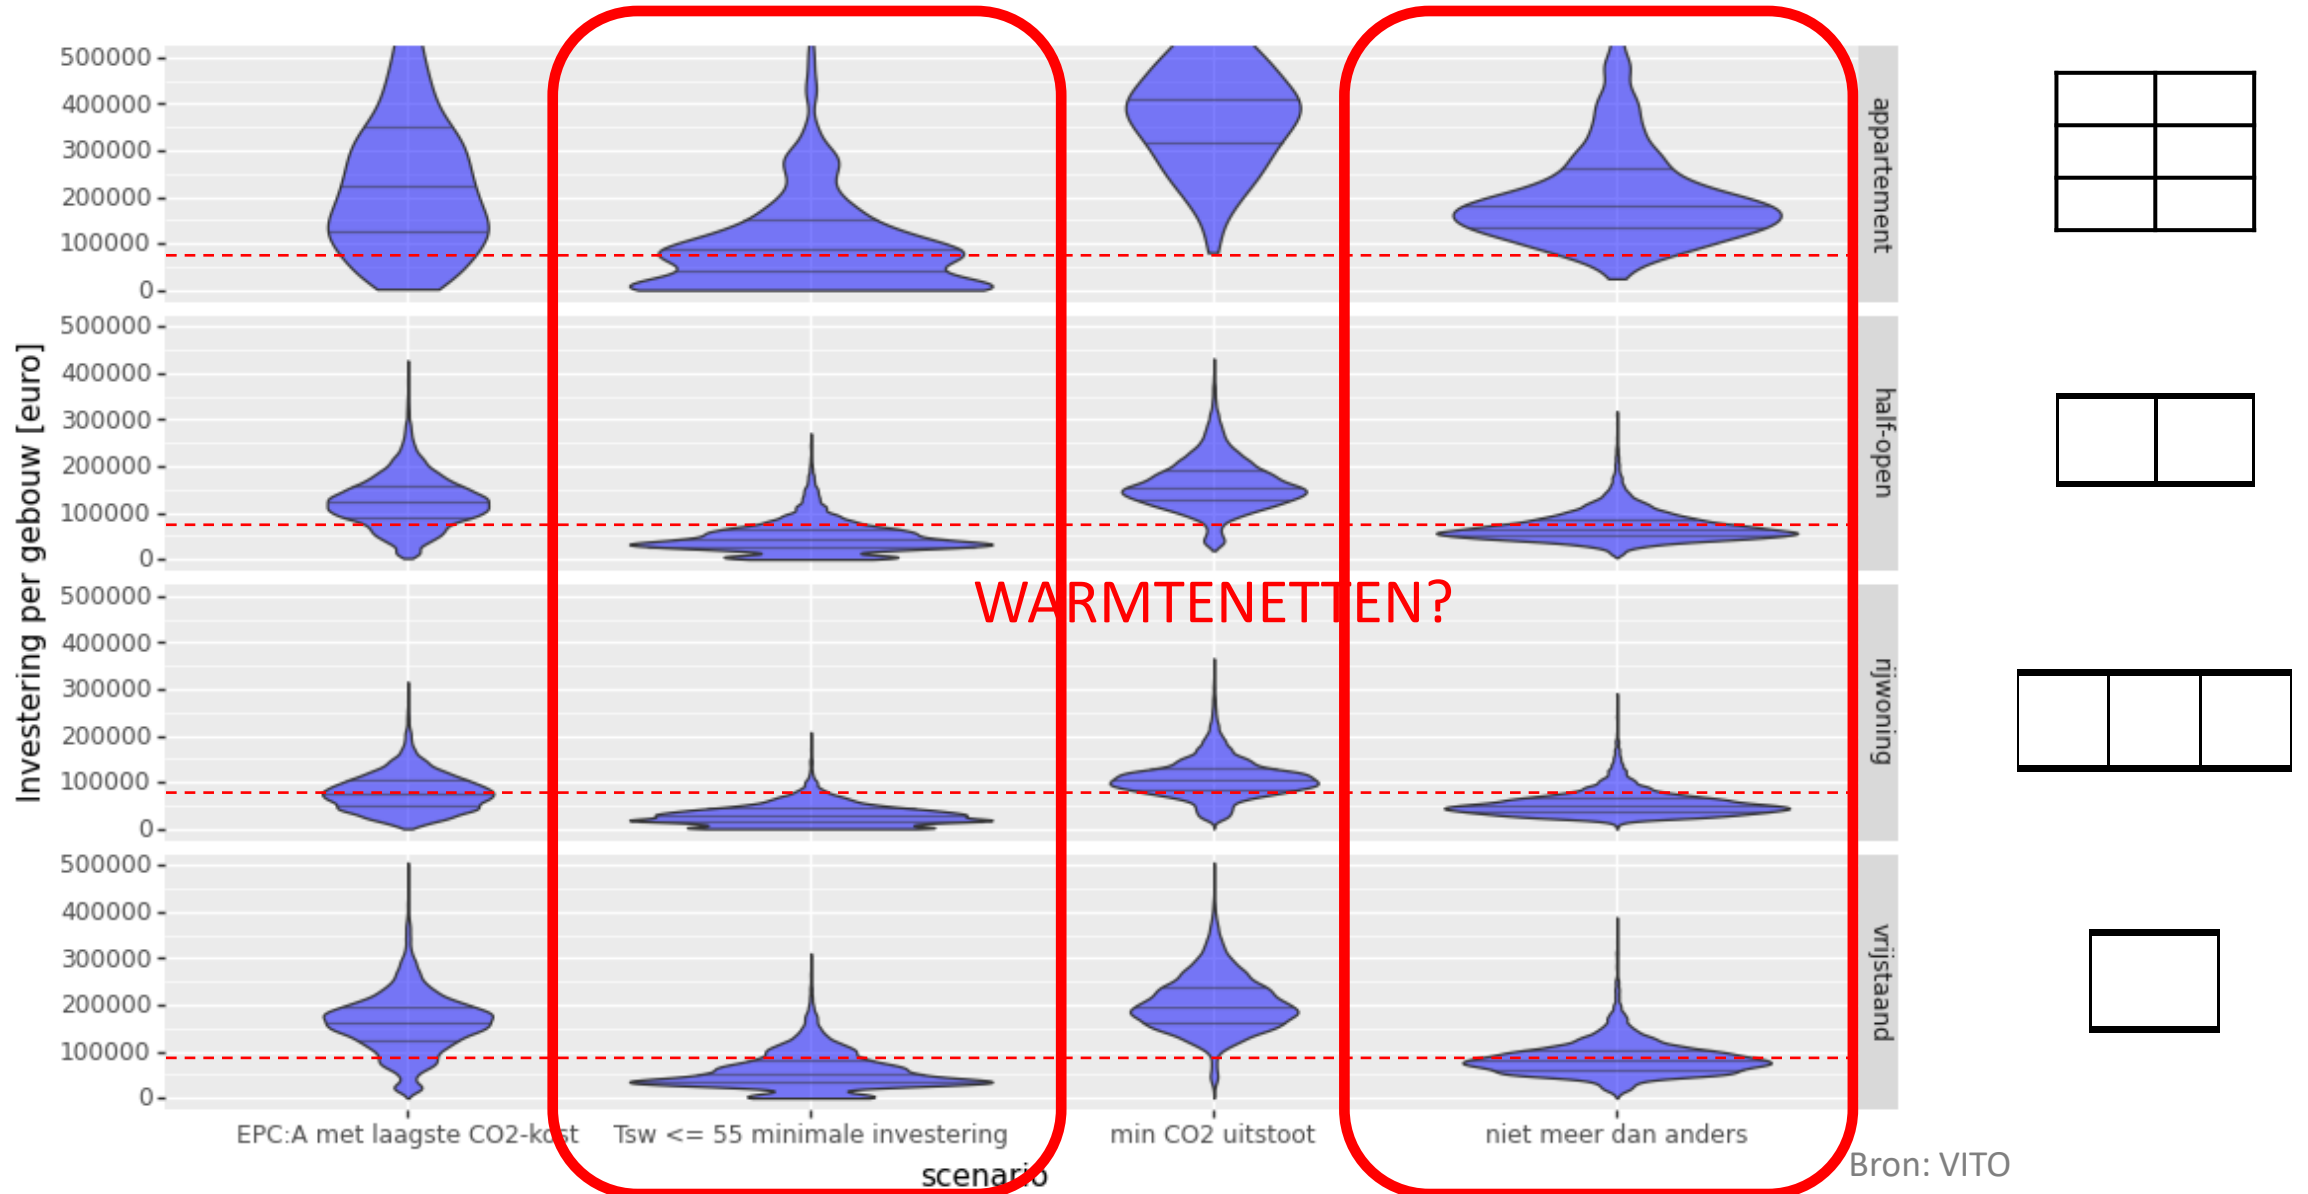 Investering per gebouw [euro]
500000
400000
300000
200000
100000
0
appartement
500000
400000
300000
200000
100000
0
half-open
WARMTENETTEN?
500000
400000
300000
200000
100000
0
rijwoning
500000
400000
300000
200000
100000
0
vrijstaand
EPC:A met laagste CO2-kost
Tsw <= 55 minimale investering
min CO2 uitstoot
niet meer dan anders
scenario
Bron: VITO